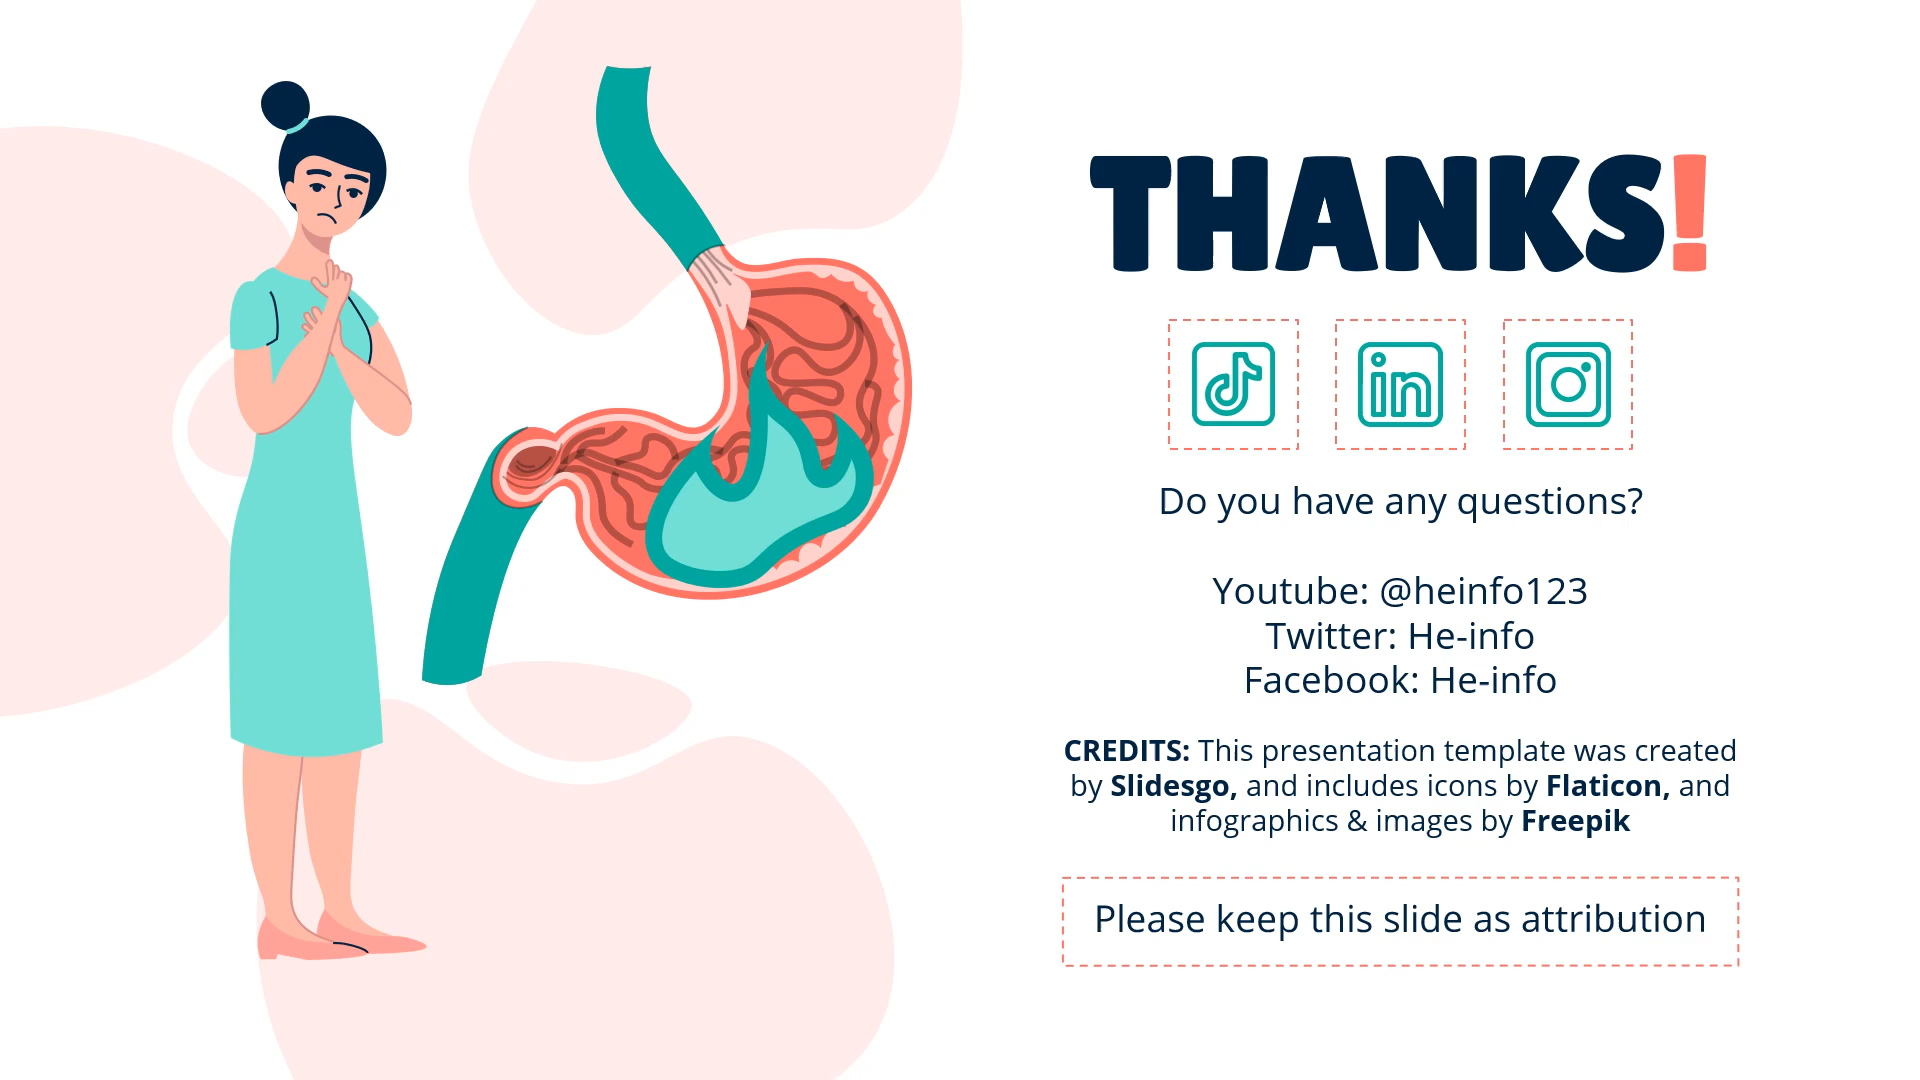 THANKS!
in
Do you have any questions?
Youtube: @heinfo123
Twitter: He-info
Facebook: He-info
CREDITS: This presentation template was created
by Slidesgo, and includes icons by Flaticon, and
infographics & images by Freepik
Please keep this slide as attribution